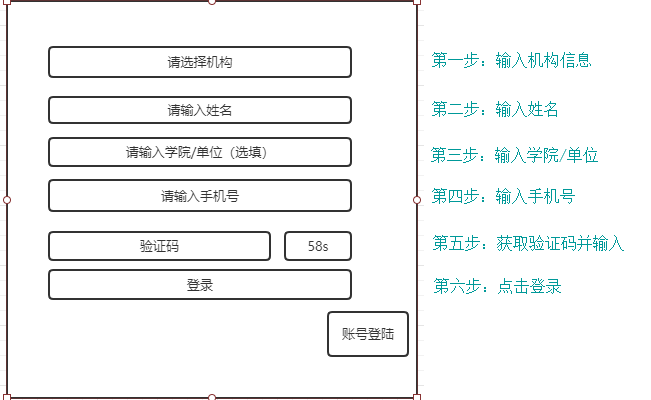 请选择机构
第一步：输入机构信息
请输入姓名
第二步：输入姓名
请输入学院/单位（选填）
第三步：输入学院/单位
请输入手机号
第四步：输入手机号
验证码
58s
第五步：获取验证码并输入
登录
第六步：点击登录
账号登陆